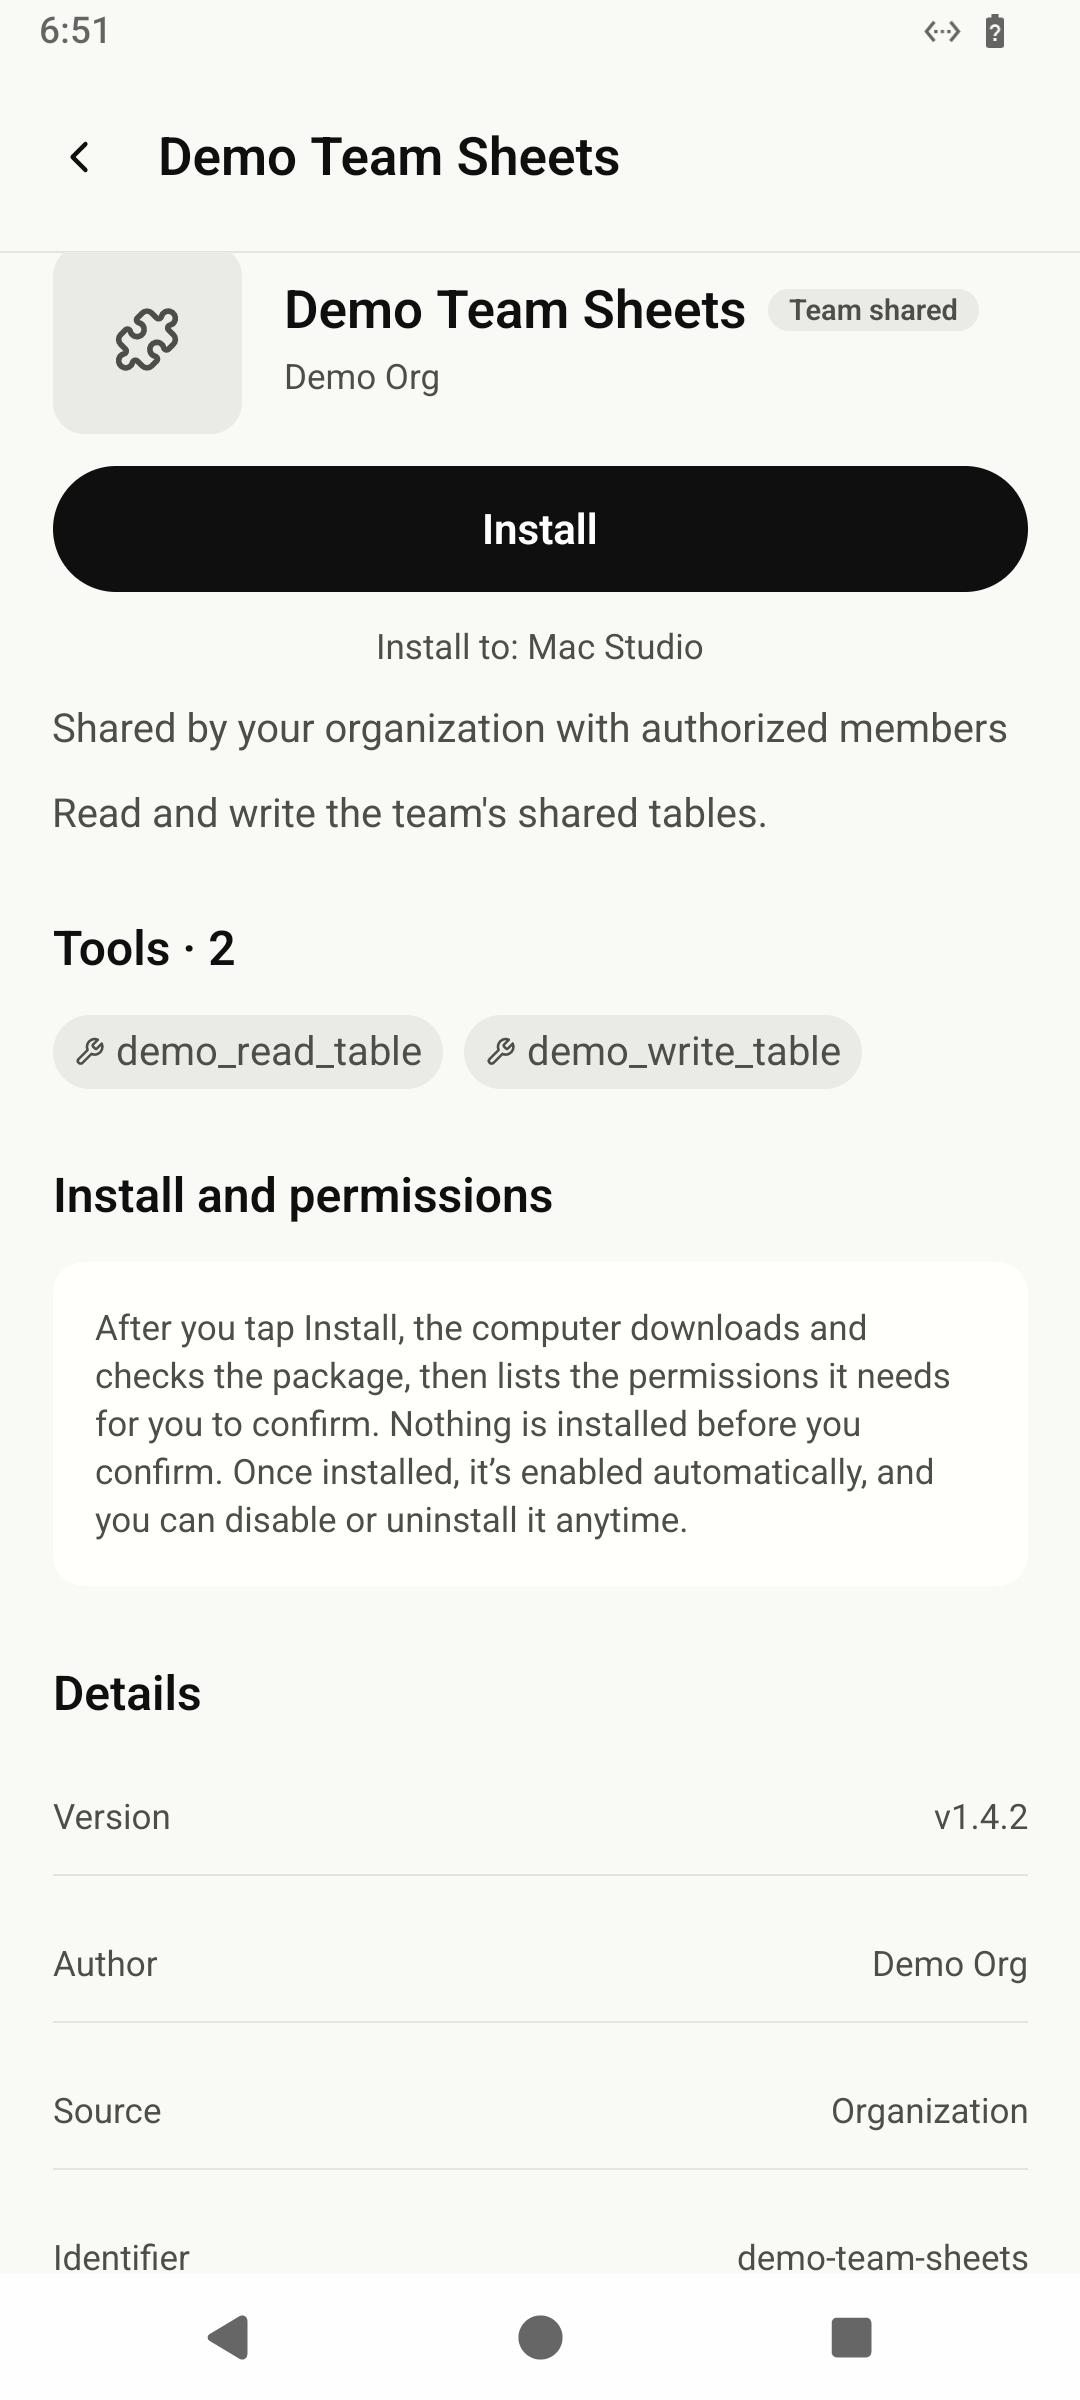 6:51
Demo Team Sheets
Demo Team Sheets
Team shared
Demo Org
Install
Install to: Mac Studio
Shared by your organization with authorized members
Read and write the team's shared tables.
Tools · 2
demo_read_table
demo_write_table
Install and permissions
After you tap Install, the computer downloads and
checks the package, then lists the permissions it needs
for you to confirm. Nothing is installed before you
confirm. Once installed, it’s enabled automatically, and
you can disable or uninstall it anytime.
Details
Version
v1.4.2
Author
Demo Org
Source
Organization
Identifier
demo-team-sheets